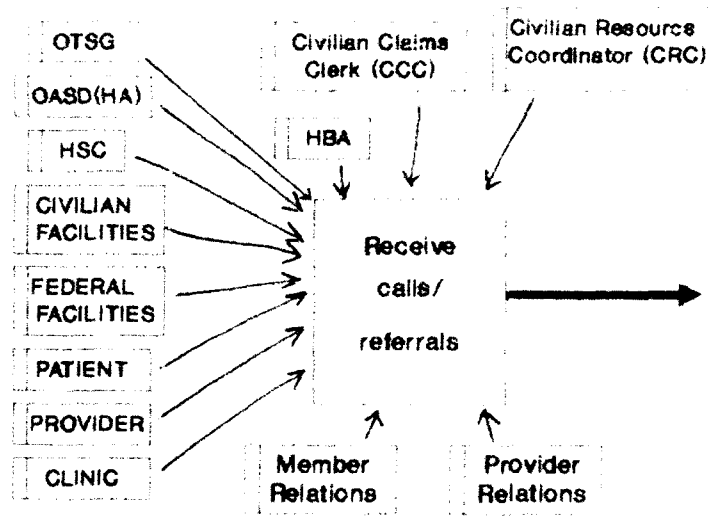 OTSG
OASD(HA)
HSC
CIVILIAN
FACILITIES
FEDERAL
FACILITIES
PATIENT
PROVIDER
CLINIC
Civilian Claims
Clerk (CCC)
Civilian Resource
Coordinator (CRC)
HBA
Receive
calls/
referrals
Member
Relations
Provider
Relations